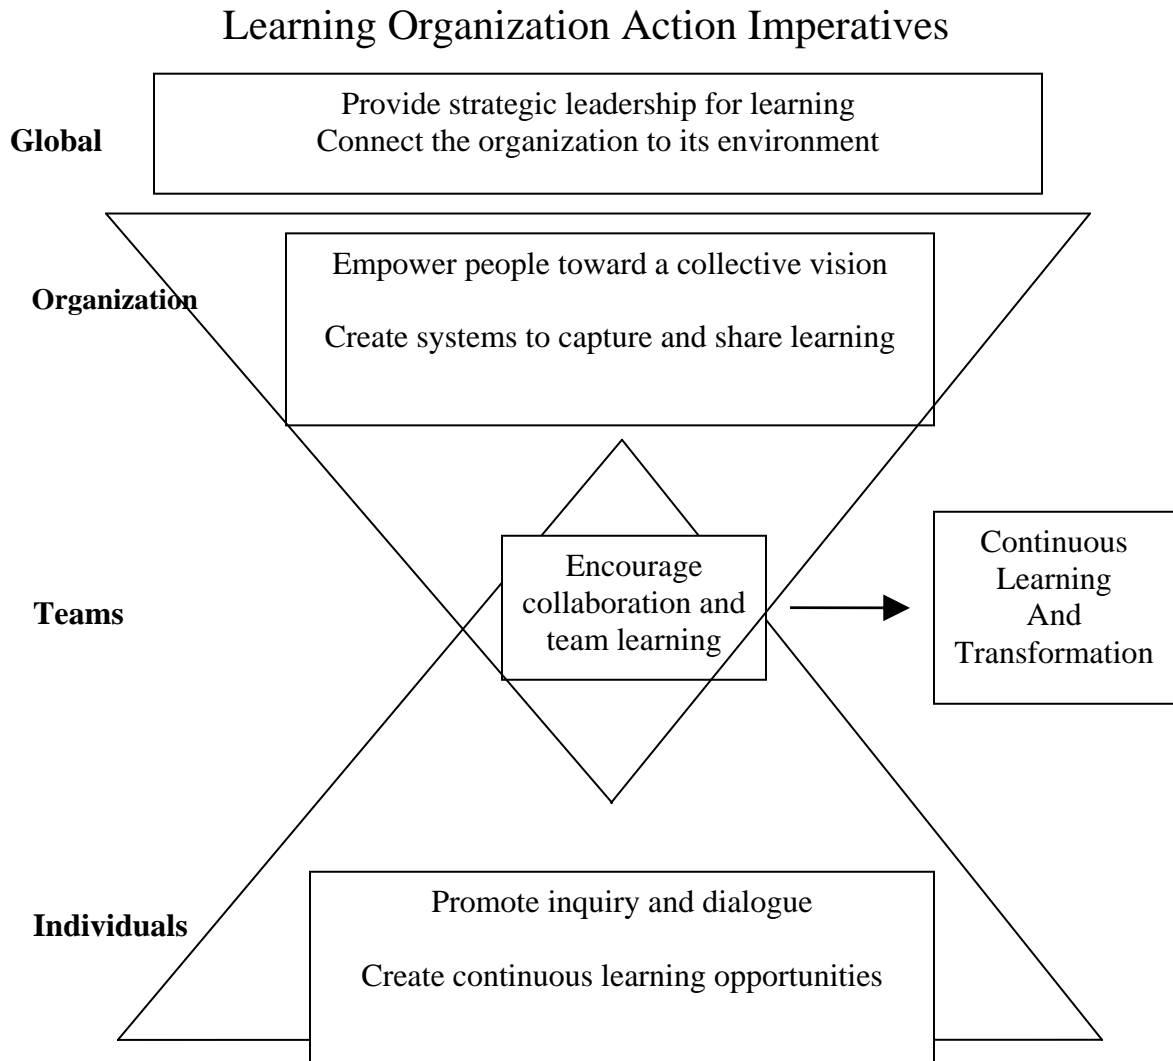 Learning Organization Action Imperatives
Global
Provide strategic leadership for learning
Connect the organization to its environment
Organization
Empower people toward a collective vision
Create systems to capture and share learning
Teams
Encourage
collaboration and
team learning
Continuous
Learning
And
Transformation
Individuals
Promote inquiry and dialogue
Create continuous learning opportunities